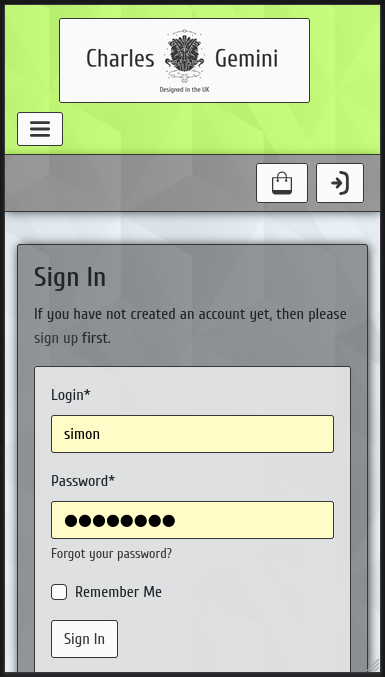 Charles Gemini
Designed in the UK
Sign In
If you have not created an account yet, then please
sign up first.
Login*
simon
Password*
●●●●●●●●
Forgot your password?
Remember Me
Sign In